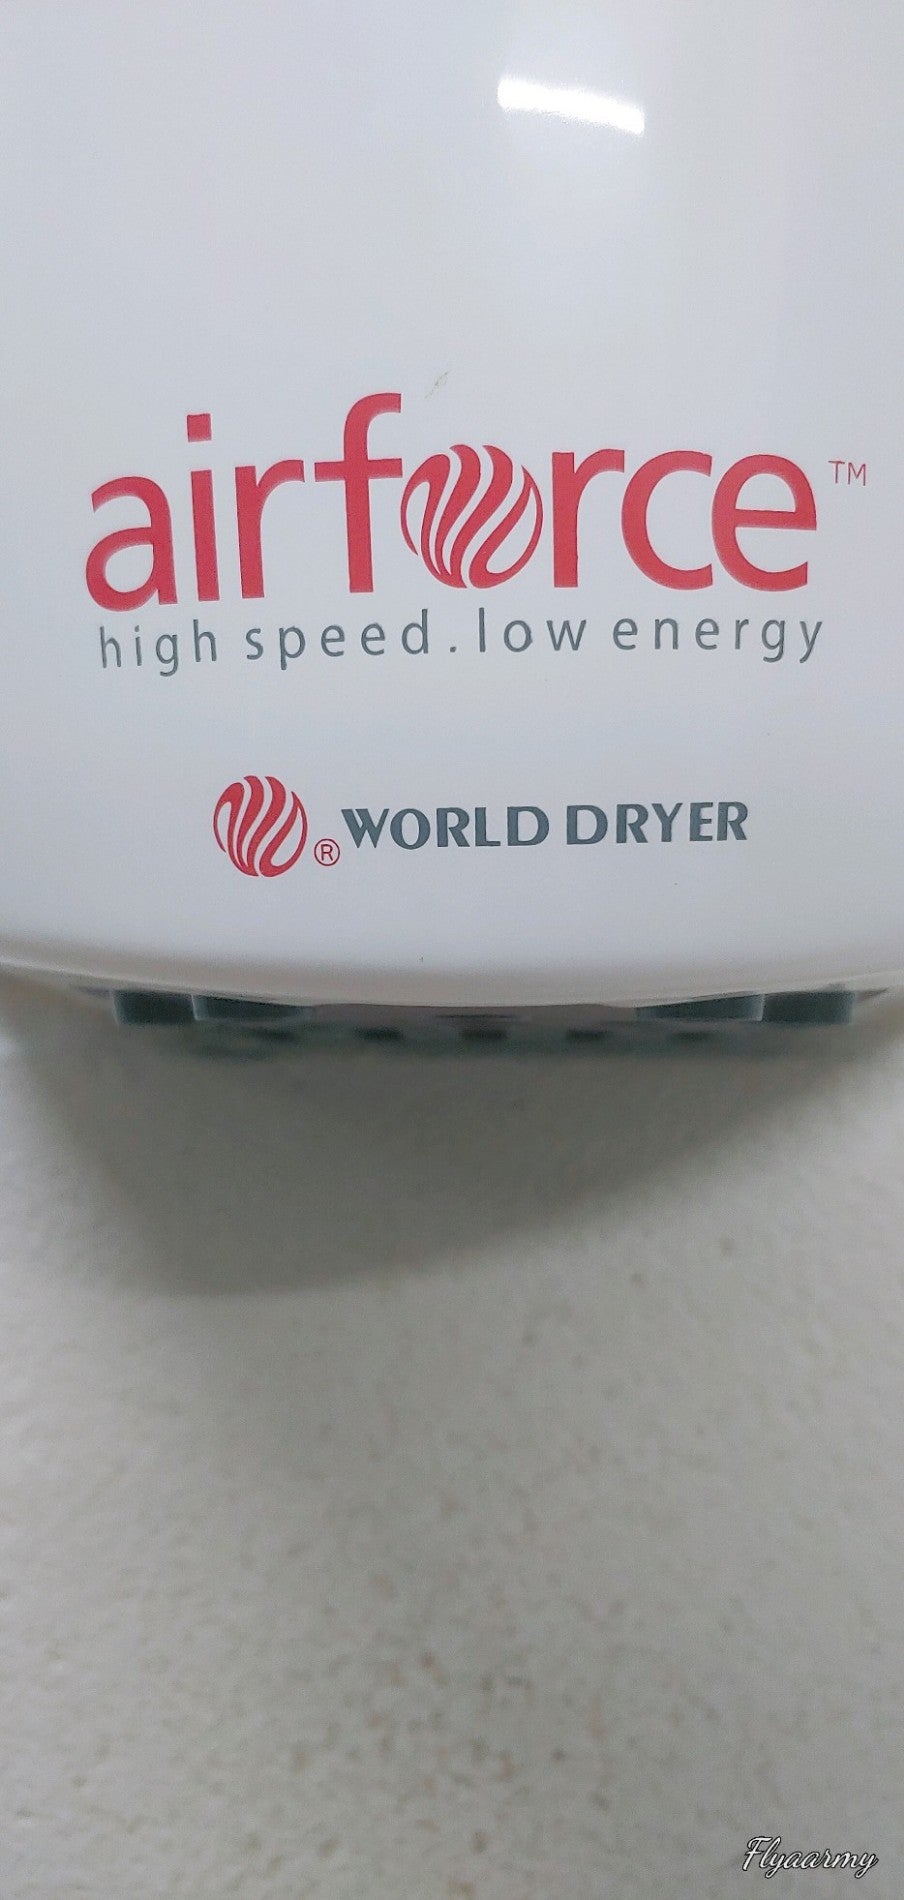 airforce™
high speed. low energy
® WORLD DRYER
Flyaarmy